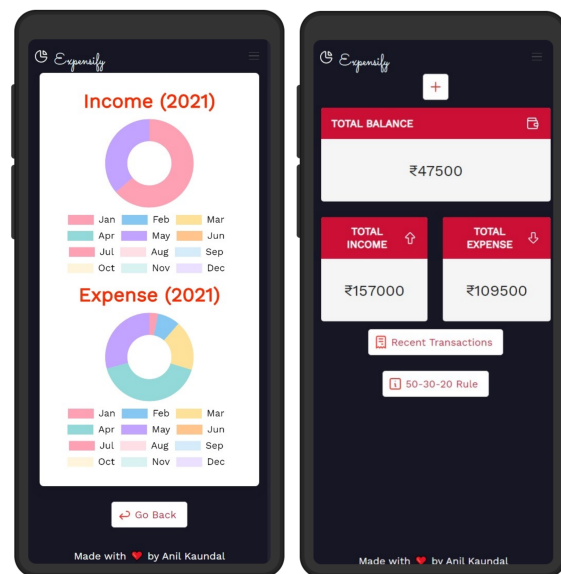 Expensify
Income (2021)
Jan Feb Mar
Apr May Jun
Jul Aug Sep
Oct Nov Dec
Expense (2021)
Jan Feb Mar
Apr May Jun
Jul Aug Sep
Oct Nov Dec
Go Back
Made with ❤ by Anil Kaundal
Expensify
+
TOTAL BALANCE
₹47500
TOTAL
INCOME
₹157000
TOTAL
EXPENSE
₹109500
Recent Transactions
50-30-20 Rule
Made with ❤ by Anil Kaundal